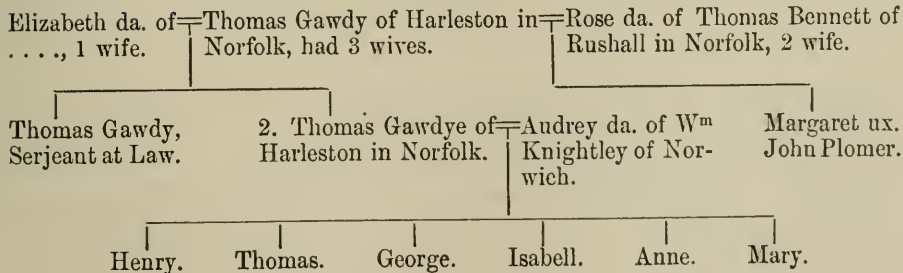 Elizabeth da. of=Thomas Gawdy of Harleston in=Rose da. of Thomas Bennett of
. . . ., 1 wife. Norfolk, had 3 wives. Rushall in Norfolk, 2 wife.
Thomas Gawdy, 2. Thomas Gawdye of=Audrey da. of Wᵐ Margaret ux.
Serjeant at Law. Harleston in Norfolk. Knightley of Nor- John Plomer.
wich.
Henry. Thomas. George. Isabell. Anne. Mary.